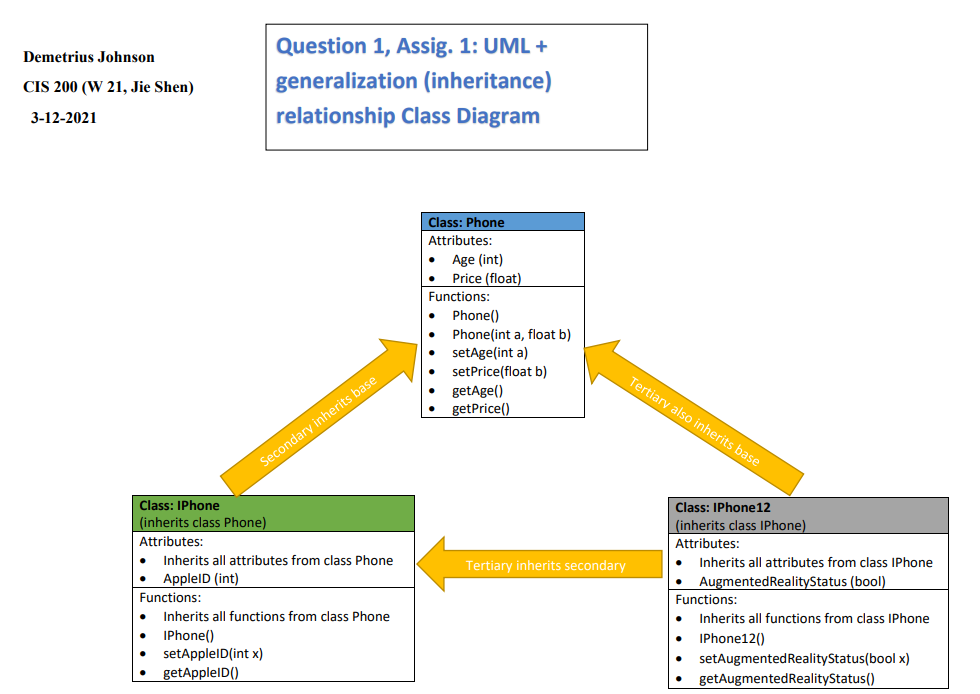 Demetrius Johnson
CIS 200 (W 21, Jie Shen)
3-12-2021
Question 1, Assig. 1: UML +
generalization (inheritance)
relationship Class Diagram
Class: Phone
Attributes:
• Age (int)
• Price (float)
Functions:
• Phone()
• Phone(int a, float b)
• setAge(int a)
• setPrice(float b)
• getAge()
• getPrice()
Secondary inherits base
Tertiary also inherits base
Class: IPhone
(inherits class Phone)
Attributes:
• Inherits all attributes from class Phone
• AppleID (int)
Functions:
• Inherits all functions from class Phone
• IPhone()
• setAppleID(int x)
• getAppleID()
Tertiary inherits secondary
Class: IPhone12
(inherits class IPhone)
Attributes:
• Inherits all attributes from class IPhone
• AugmentedRealityStatus (bool)
Functions:
• Inherits all functions from class IPhone
• IPhone12()
• setAugmentedRealityStatus(bool x)
• getAugmentedRealityStatus()